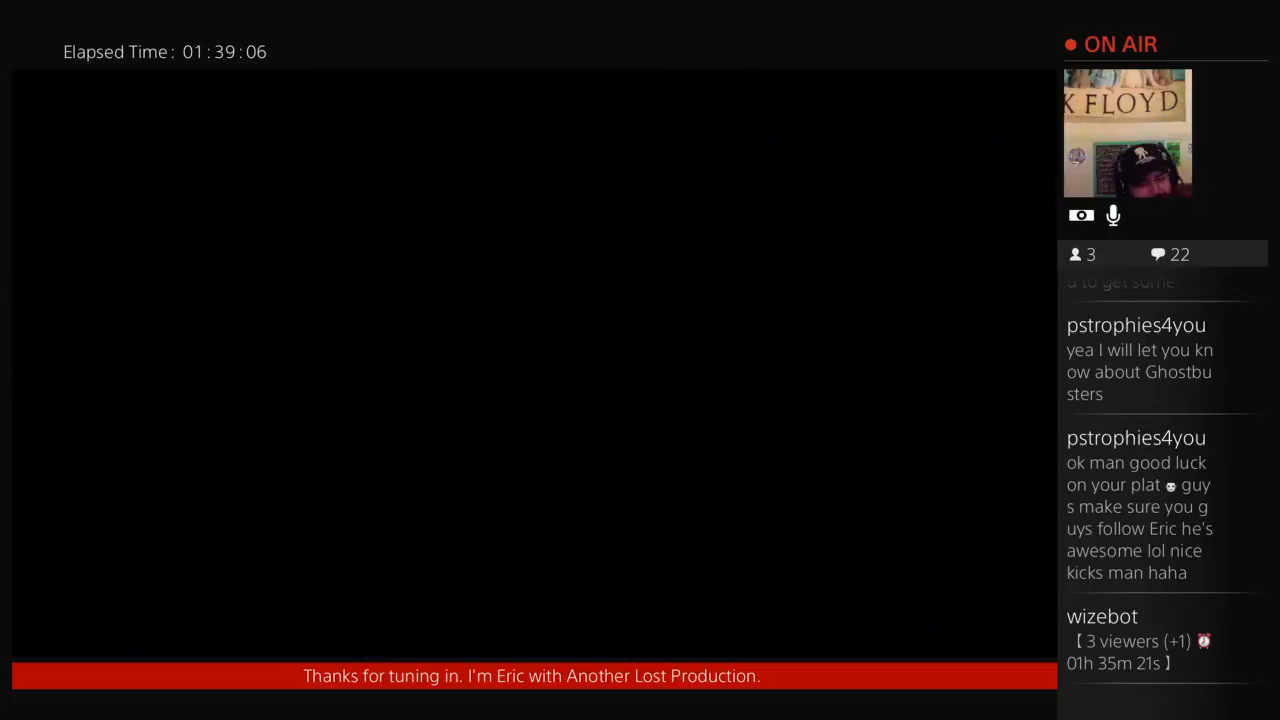 Elapsed Time: 01:39:06
ON AIR
K FLOYD
3
22
d to get some
pstrophies4you
yea I will let you kn
ow about Ghostbu
sters
pstrophies4you
ok man good luck
on your plat guy
s make sure you g
uys follow Eric he's
awesome lol nice
kicks man haha
wizebot
【 3 viewers (+1)
01h 35m 21s 】
Thanks for tuning in. I'm Eric with Another Lost Production.